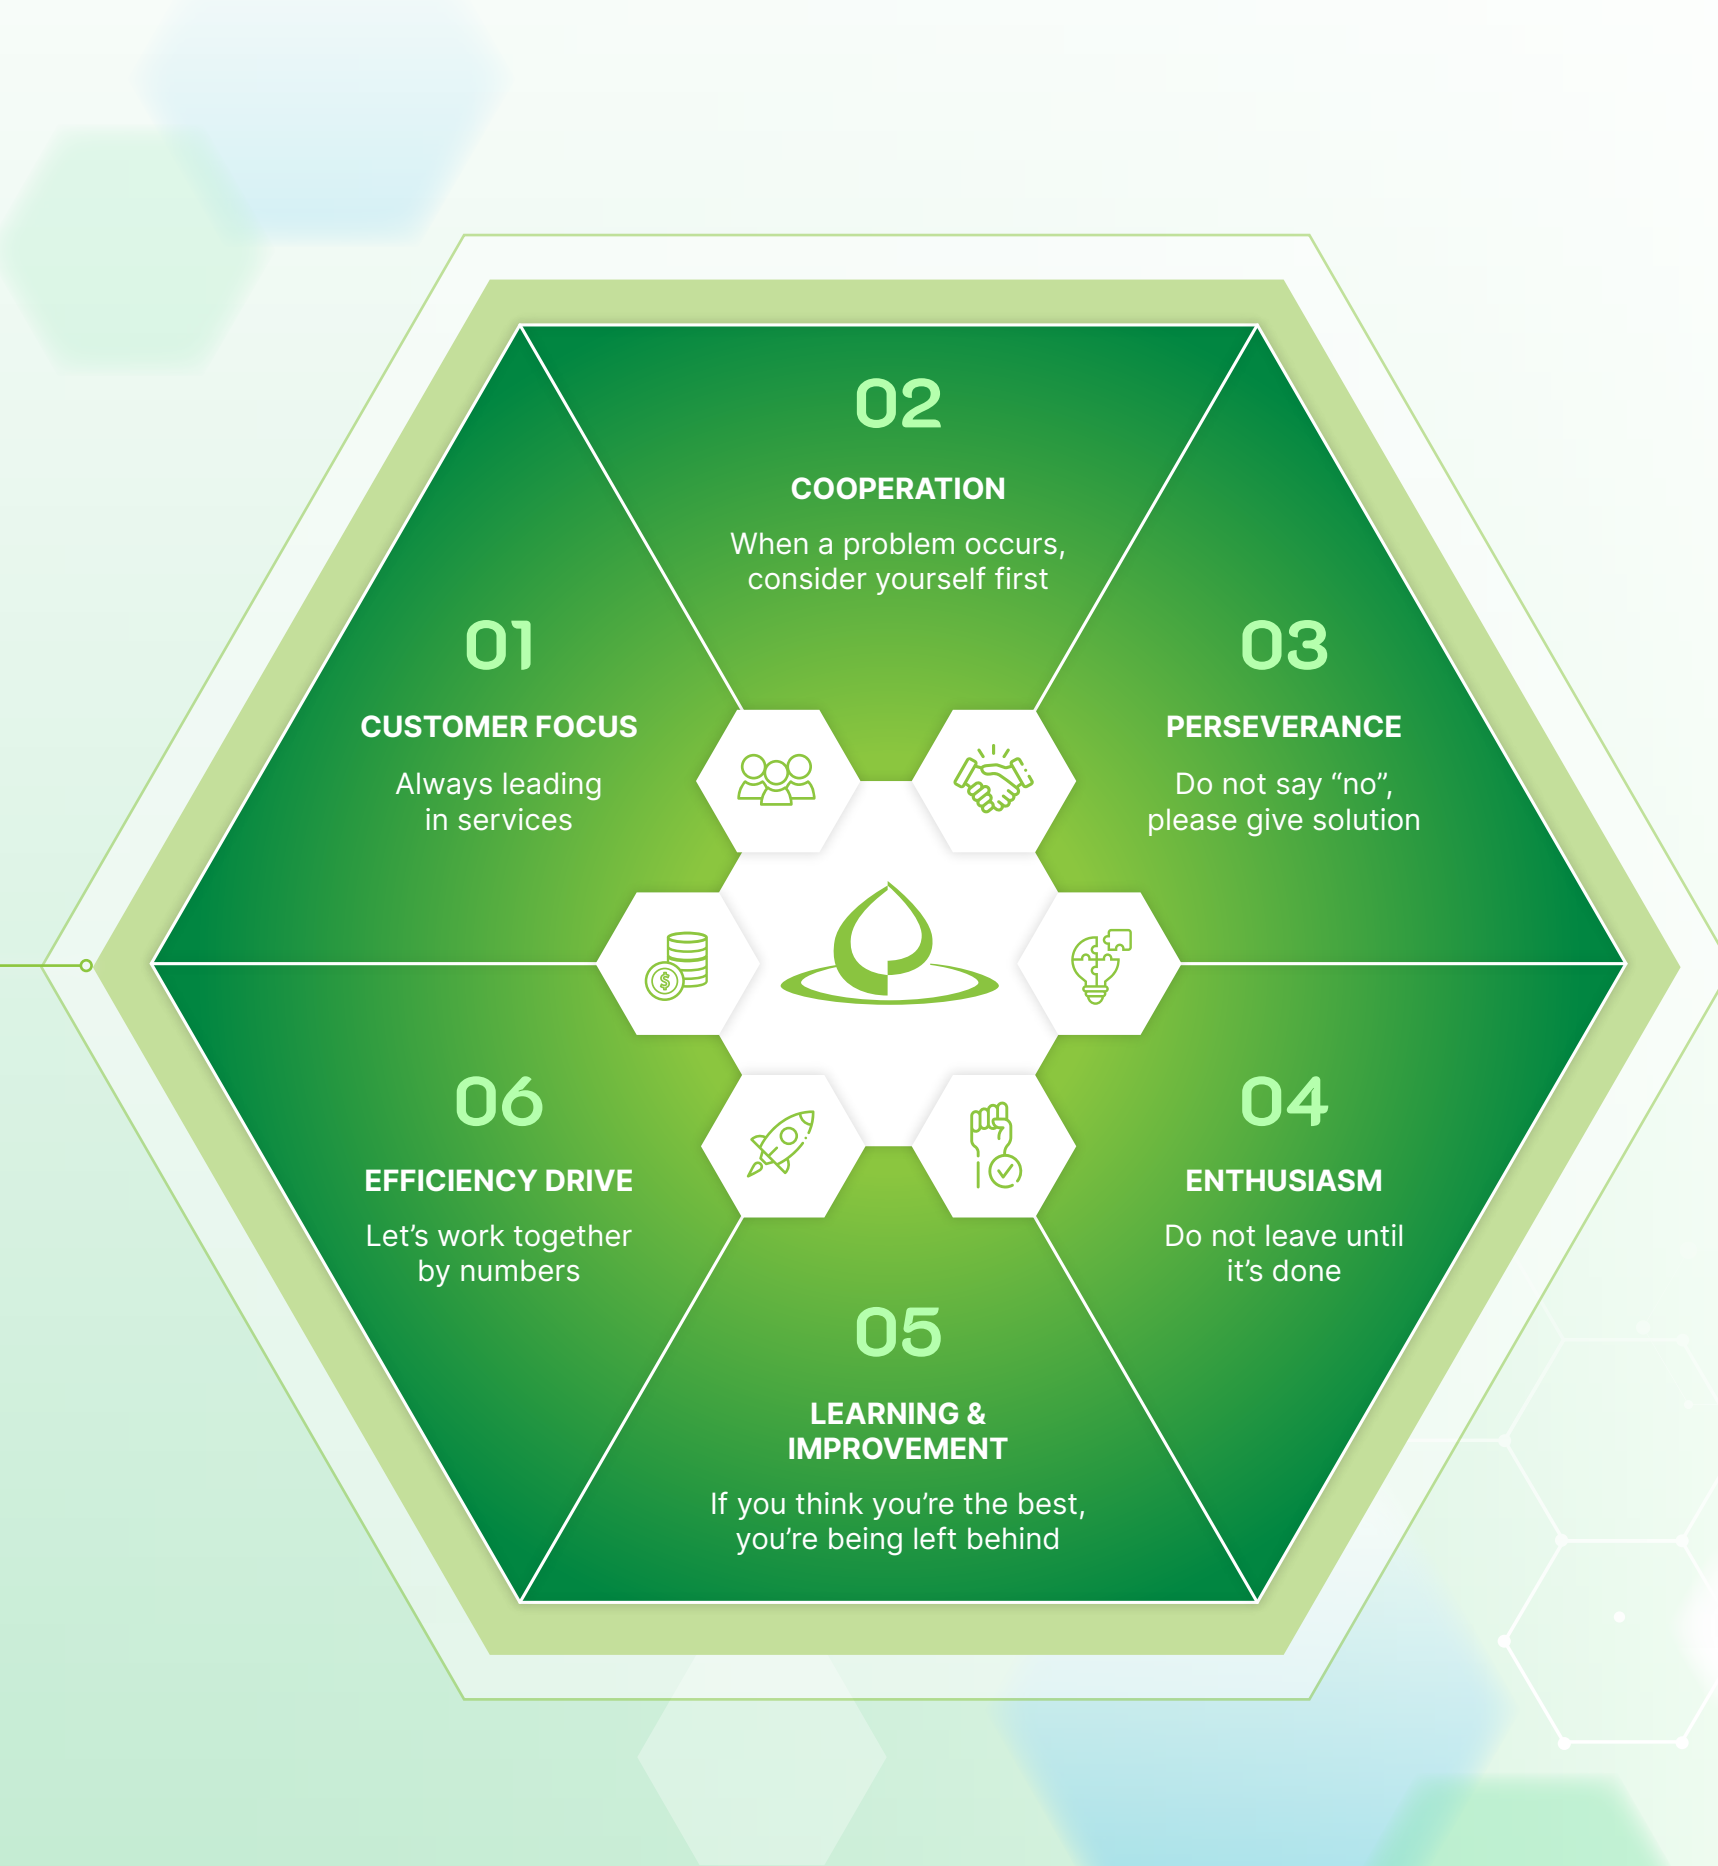 01
CUSTOMER FOCUS
Always leading
in services
02
COOPERATION
When a problem occurs,
consider yourself first
03
PERSEVERANCE
Do not say “no”,
please give solution
04
ENTHUSIASM
Do not leave until
it’s done
05
LEARNING &
IMPROVEMENT
If you think you’re the best,
you’re being left behind
06
EFFICIENCY DRIVE
Let’s work together
by numbers
$